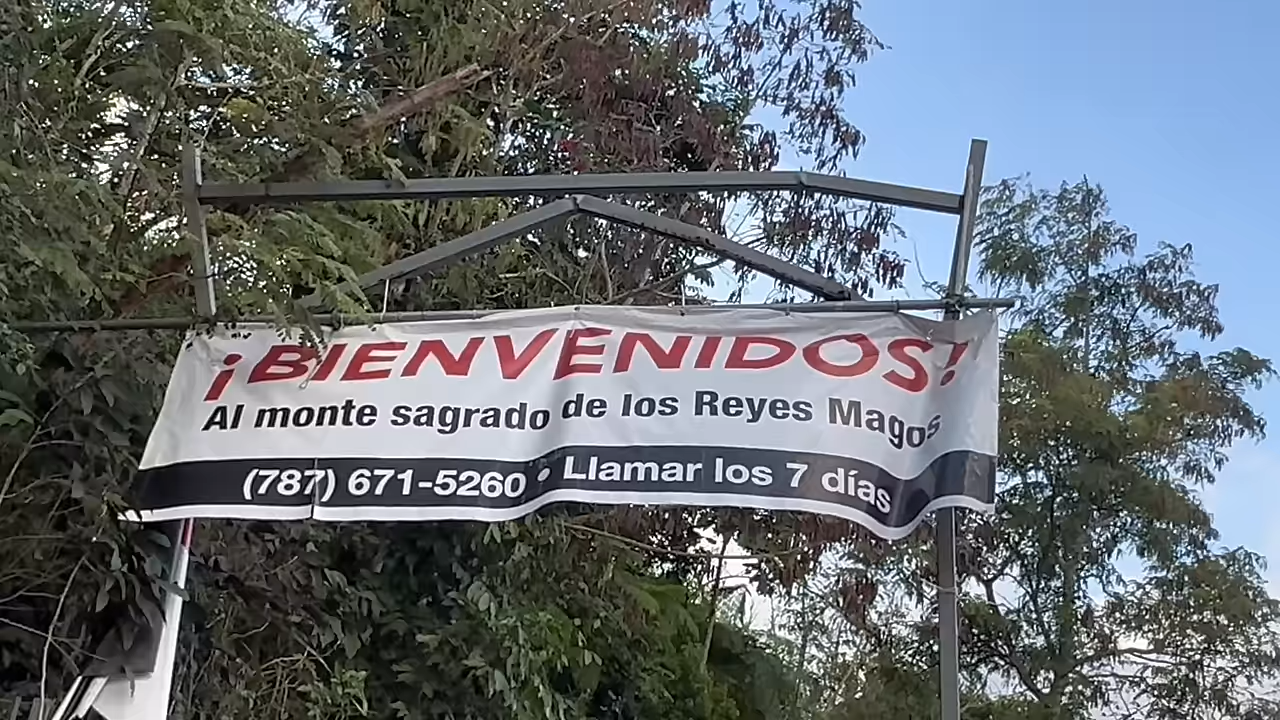 ¡BIENVENIDOS!
Al monte sagrado de los Reyes Magos
(787) 671-5260 • Llamar los 7 días